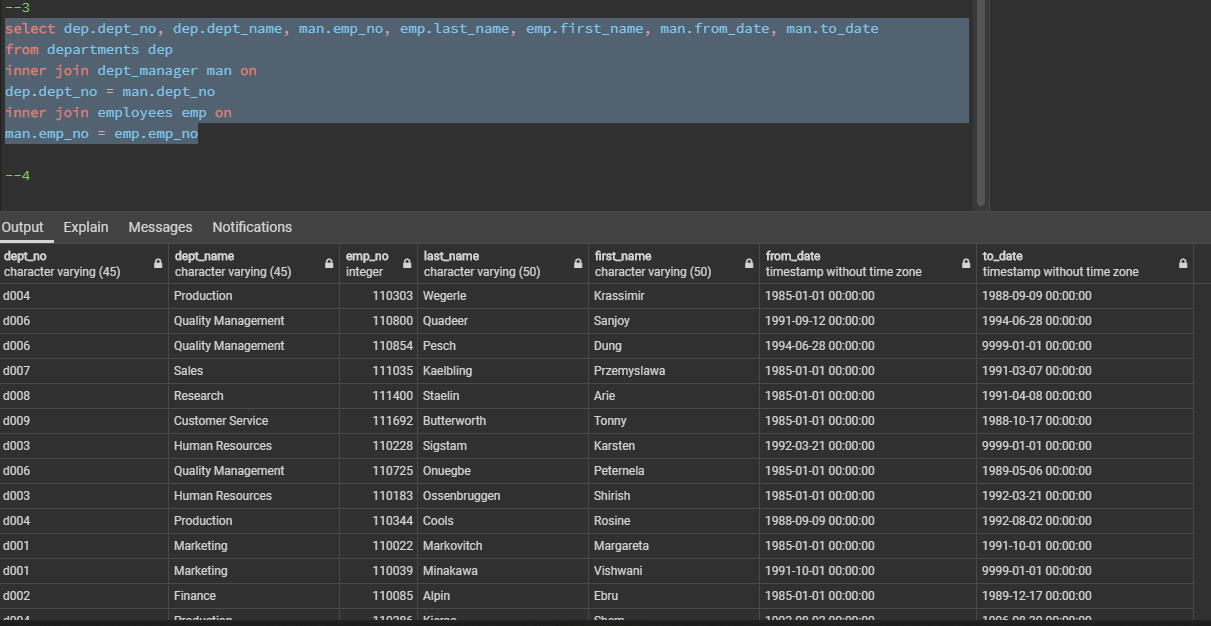 --3
select dep.dept_no, dep.dept_name, man.emp_no, emp.last_name, emp.first_name, man.from_date, man.to_date
from departments dep
inner join dept_manager man on
dep.dept_no = man.dept_no
inner join employees emp on
man.emp_no = emp.emp_no
--4
Output Explain Messages Notifications
dept_no dept_name emp_no last_name first_name from_date to_date
character varying (45) character varying (45) integer character varying (50) character varying (50) timestamp without time zone timestamp without time zone
d004 Production 110303 Wegerle Krassimir 1985-01-01 00:00:00 1988-09-09 00:00:00
d006 Quality Management 110800 Quadeer Sanjoy 1991-09-12 00:00:00 1994-06-28 00:00:00
d006 Quality Management 110854 Pesch Dung 1994-06-28 00:00:00 9999-01-01 00:00:00
d007 Sales 111035 Kaelbling Przemyslawa 1985-01-01 00:00:00 1991-03-07 00:00:00
d008 Research 111400 Staelin Arie 1985-01-01 00:00:00 1991-04-08 00:00:00
d009 Customer Service 111692 Butterworth Tonny 1985-01-01 00:00:00 1988-10-17 00:00:00
d003 Human Resources 110228 Sigstam Karsten 1992-03-21 00:00:00 9999-01-01 00:00:00
d006 Quality Management 110725 Onuegbe Peternela 1985-01-01 00:00:00 1989-05-06 00:00:00
d003 Human Resources 110183 Ossenbruggen Shirish 1985-01-01 00:00:00 1992-03-21 00:00:00
d004 Production 110344 Cools Rosine 1988-09-09 00:00:00 1992-08-02 00:00:00
d001 Marketing 110022 Markovitch Margareta 1985-01-01 00:00:00 1991-10-01 00:00:00
d001 Marketing 110039 Minakawa Vishwani 1991-10-01 00:00:00 9999-01-01 00:00:00
d002 Finance 110085 Alpin Ebru 1985-01-01 00:00:00 1989-12-17 00:00:00